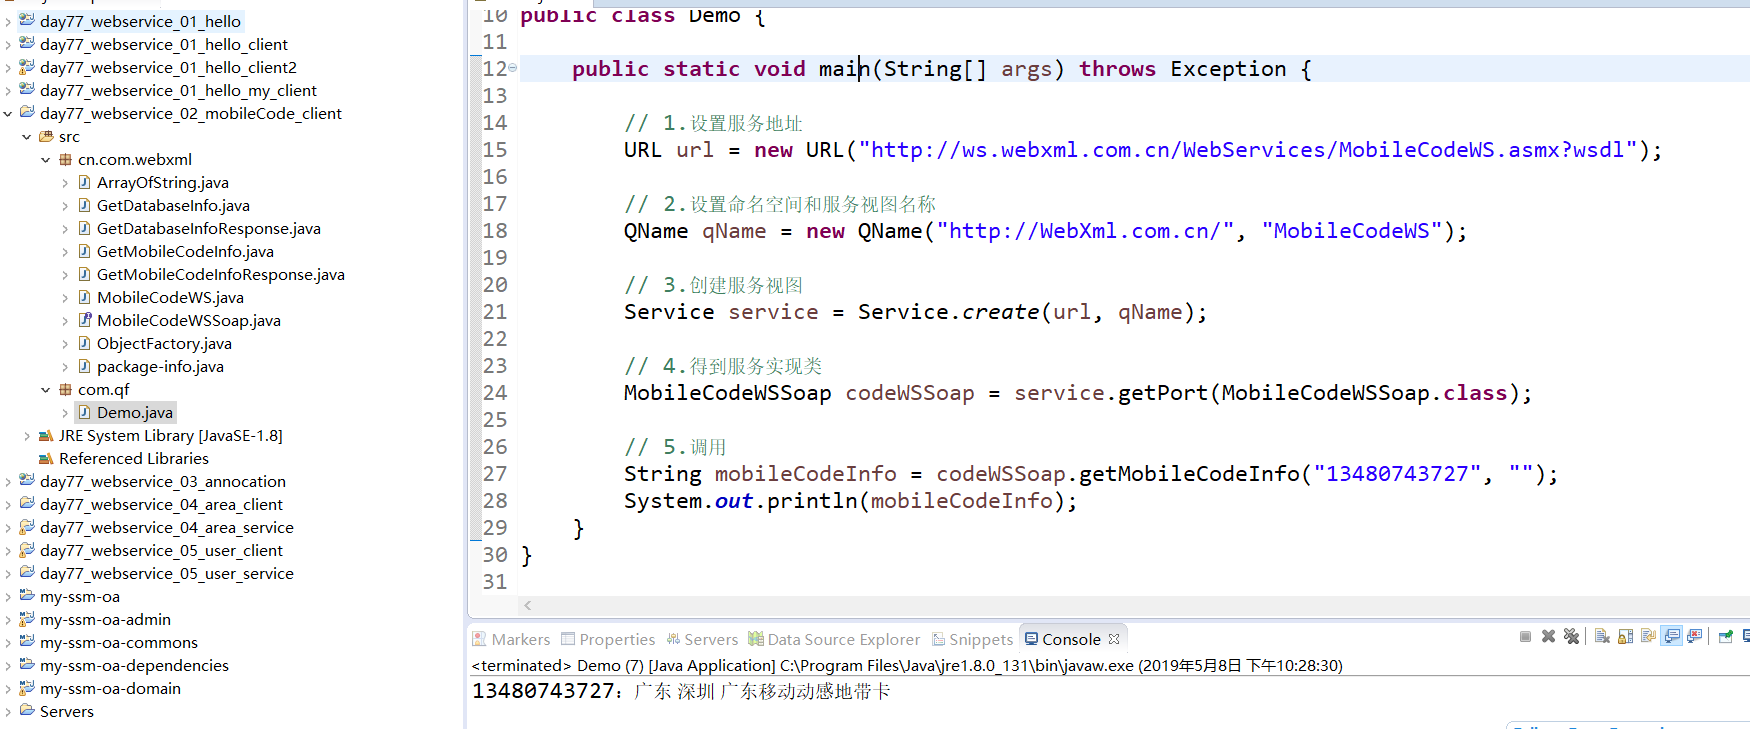 day77_webservice_01_hello
day77_webservice_01_hello_client
day77_webservice_01_hello_client2
day77_webservice_01_hello_my_client
day77_webservice_02_mobileCode_client
src
cn.com.webxml
ArrayOfString.java
GetDatabaseInfo.java
GetDatabaseInfoResponse.java
GetMobileCodeInfo.java
GetMobileCodeInfoResponse.java
MobileCodeWS.java
MobileCodeWSSoap.java
ObjectFactory.java
package-info.java
com.qf
Demo.java
JRE System Library [JavaSE-1.8]
Referenced Libraries
day77_webservice_03_annocation
day77_webservice_04_area_client
day77_webservice_04_area_service
day77_webservice_05_user_client
day77_webservice_05_user_service
my-ssm-oa
my-ssm-oa-admin
my-ssm-oa-commons
my-ssm-oa-dependencies
my-ssm-oa-domain
Servers
10 public class Demo {
11
12 public static void main(String[] args) throws Exception {
13
14 // 1.设置服务地址
15 URL url = new URL("http://ws.webxml.com.cn/WebServices/MobileCodeWS.asmx?wsdl");
16
17 // 2.设置命名空间和服务视图名称
18 QName qName = new QName("http://WebXml.com.cn/", "MobileCodeWS");
19
20 // 3.创建服务视图
21 Service service = Service.create(url, qName);
22
23 // 4.得到服务实现类
24 MobileCodeWSSoap codeWSSoap = service.getPort(MobileCodeWSSoap.class);
25
26 // 5.调用
27 String mobileCodeInfo = codeWSSoap.getMobileCodeInfo("13480743727", "");
28 System.out.println(mobileCodeInfo);
29 }
30 }
31
Markers Properties Servers Data Source Explorer Snippets Console
<terminated> Demo (7) [Java Application] C:\Program Files\Java\jre1.8.0_131\bin\javaw.exe (2019年5月8日 下午10:28:30)
13480743727：广东 深圳 广东移动动感地带卡